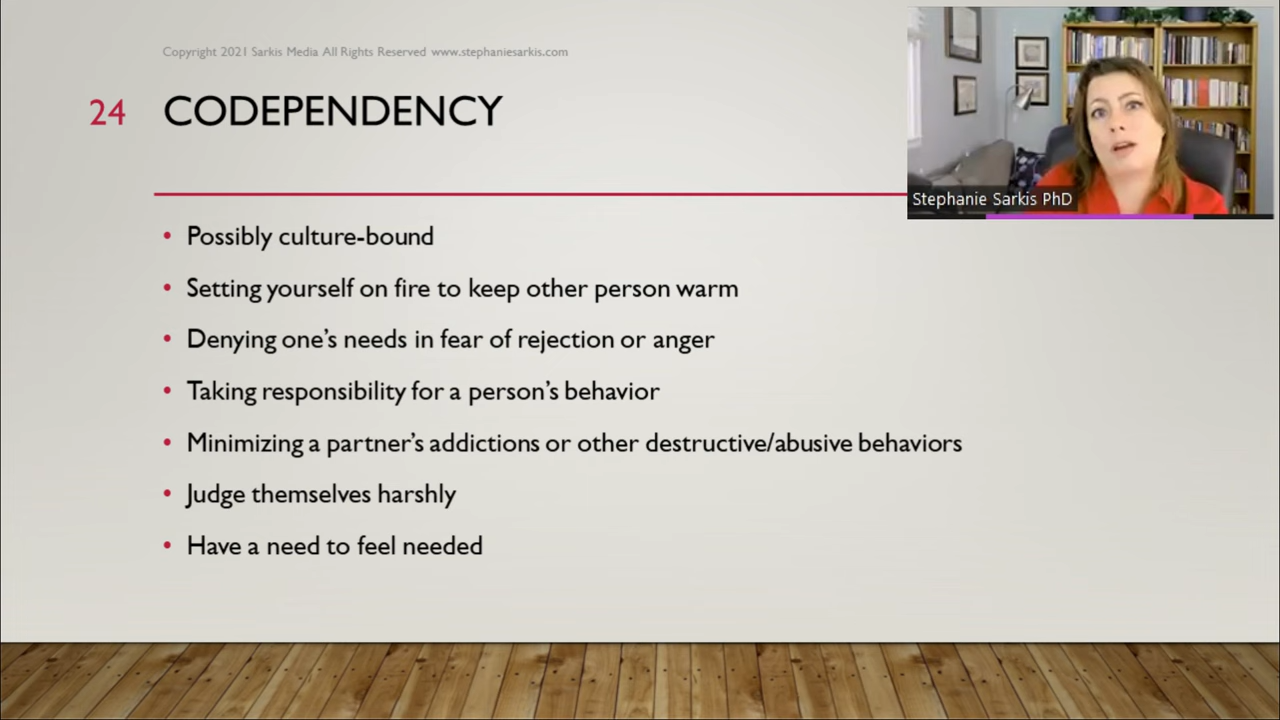 Copyright 2021 Sarkis Media All Rights Reserved www.stephaniesarkis.com
24 CODEPENDENCY
Stephanie Sarkis PhD
• Possibly culture-bound
• Setting yourself on fire to keep other person warm
• Denying one’s needs in fear of rejection or anger
• Taking responsibility for a person’s behavior
• Minimizing a partner’s addictions or other destructive/abusive behaviors
• Judge themselves harshly
• Have a need to feel needed